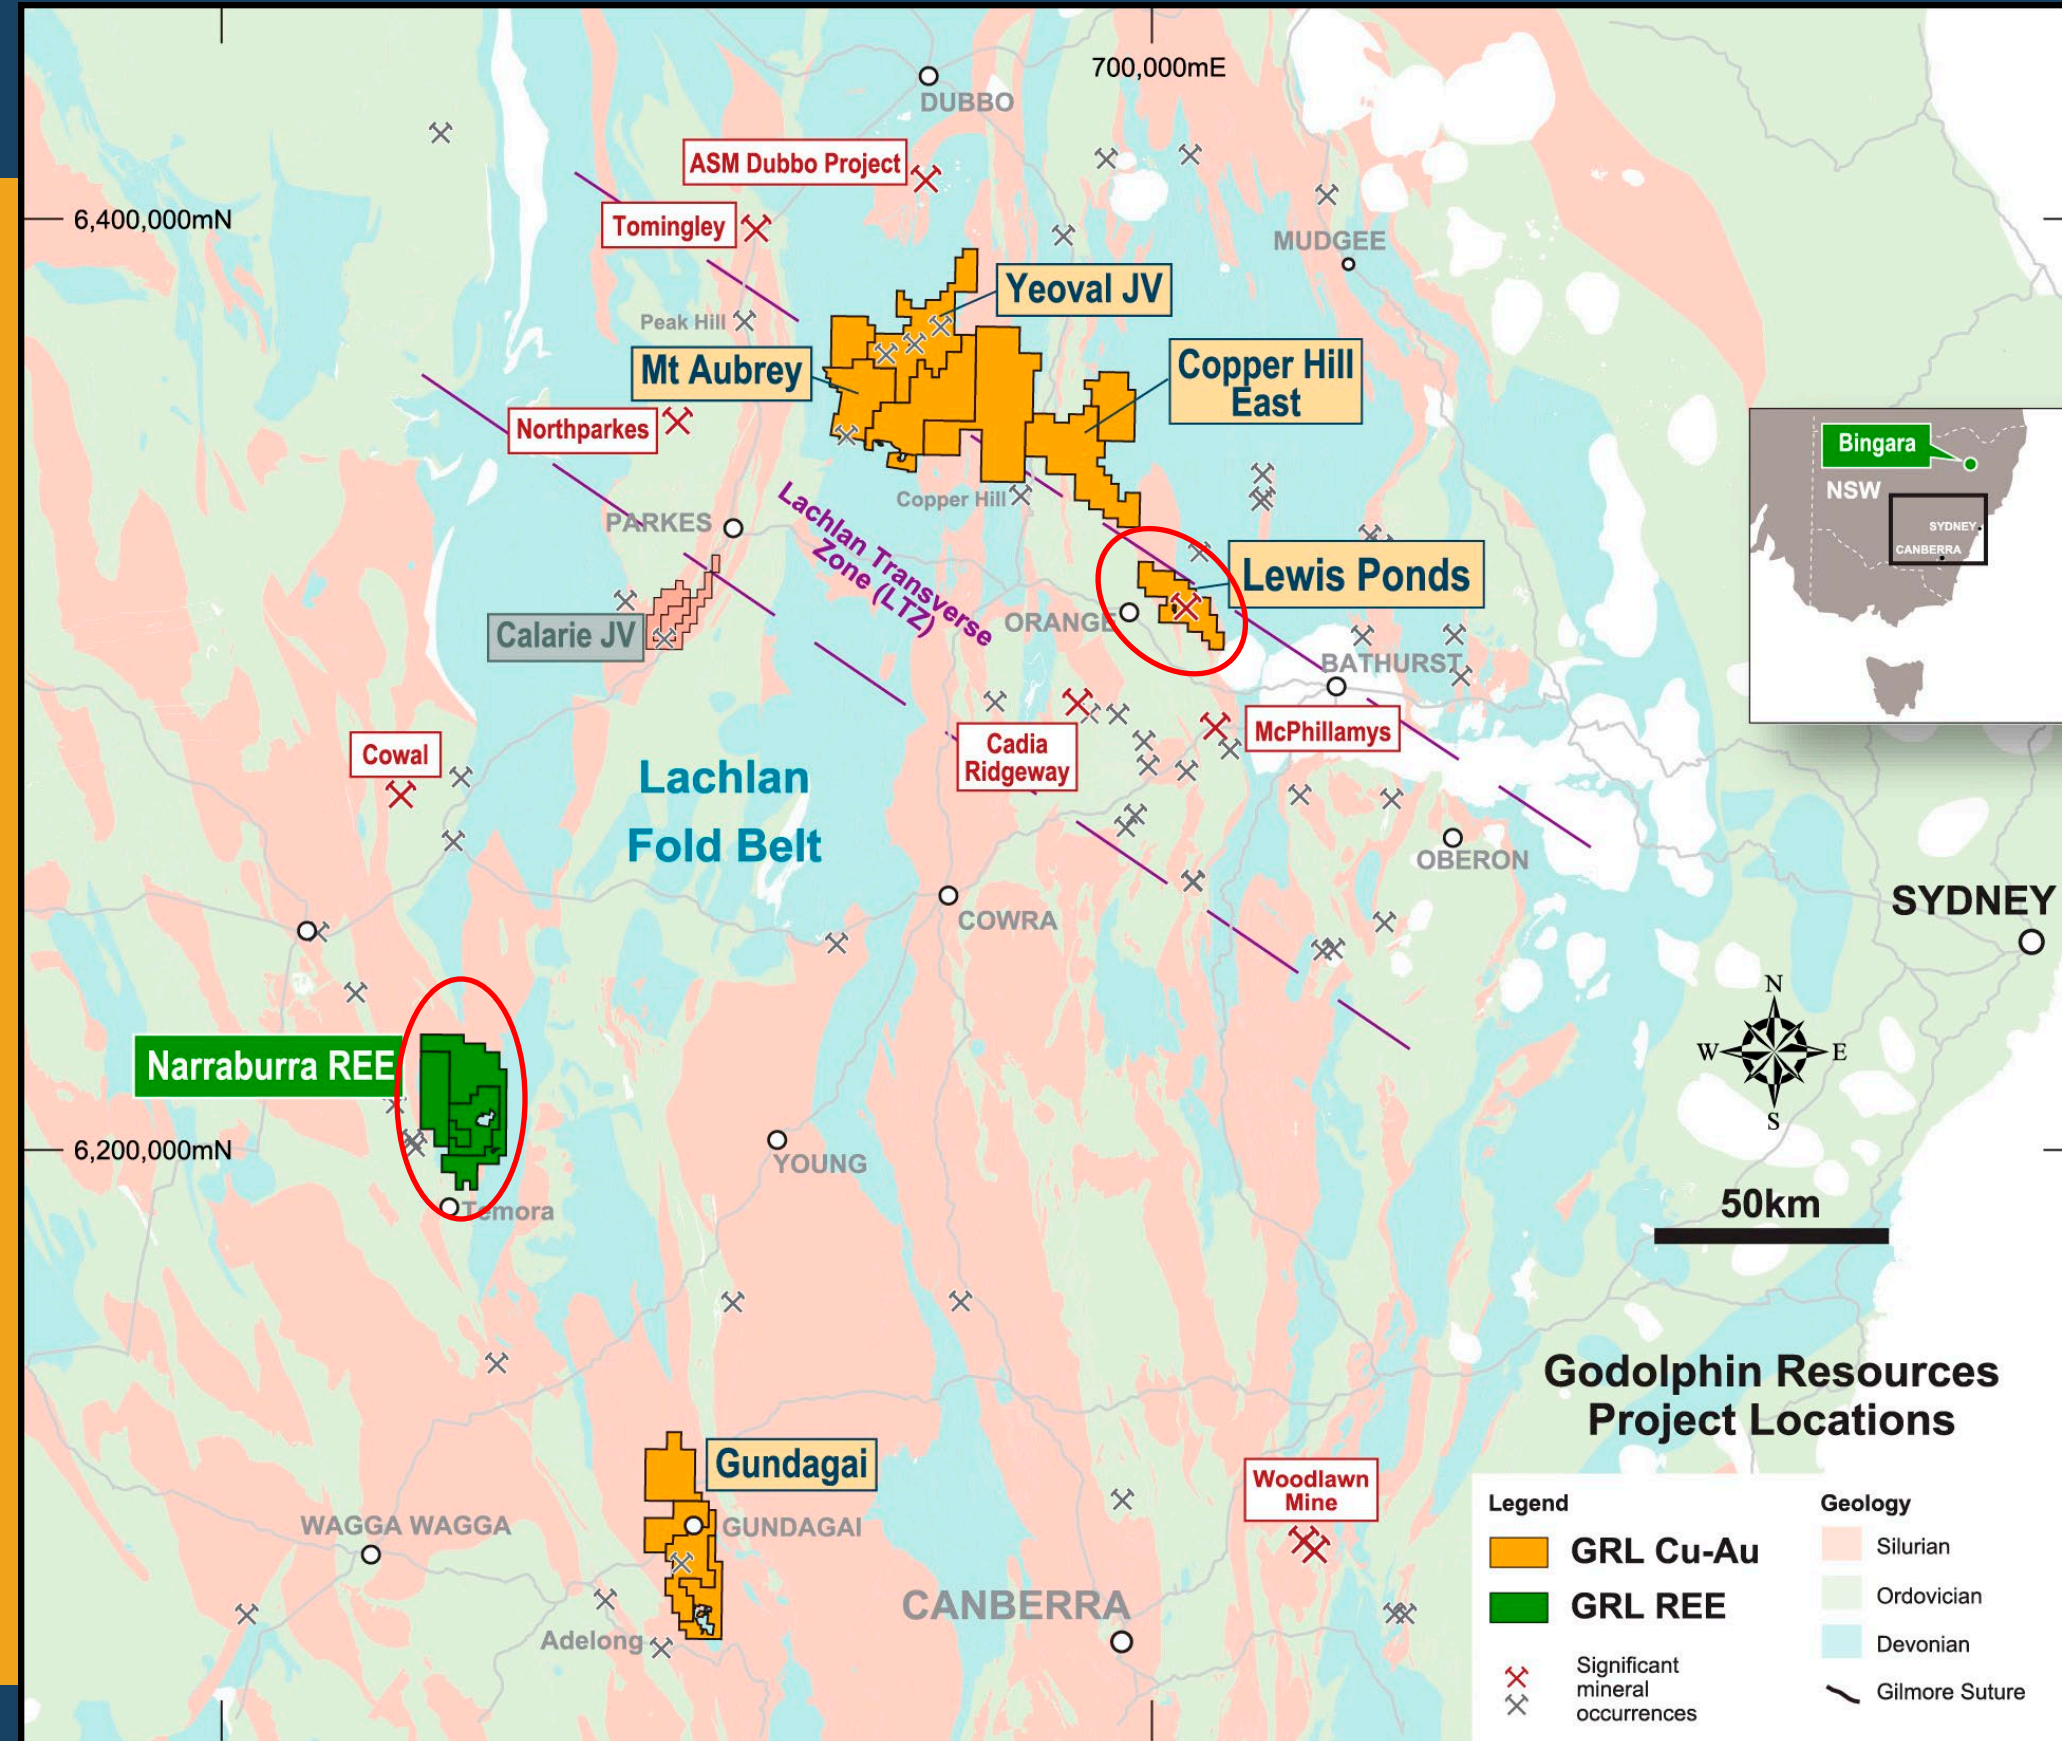 700,000mE
DUBBO
ASM Dubbo Project
6,400,000mN
Tomingley
MUDGEE
Yeoval JV
Peak Hill
Mt Aubrey
Copper Hill
East
Northparkes
Bingara
NSW
SYDNEY
CANBERRA
Copper Hill
PARKES
Lachlan Transverse
Zone (LTZ)
Lewis Ponds
ORANGE
Calarie JV
BATHURST
McPhillamys
Cadia
Ridgeway
Cowal
Lachlan
Fold Belt
OBERON
SYDNEY
COWRA
N
W
E
S
Narraburra REE
6,200,000mN
YOUNG
Temora
50km
Godolphin Resources
Project Locations
Gundagai
GUNDAGAI
WAGGA WAGGA
Woodlawn
Mine
CANBERRA
Adelong
Legend
GRL Cu-Au
GRL REE
Significant
mineral
occurrences
Geology
Silurian
Ordovician
Devonian
Gilmore Suture